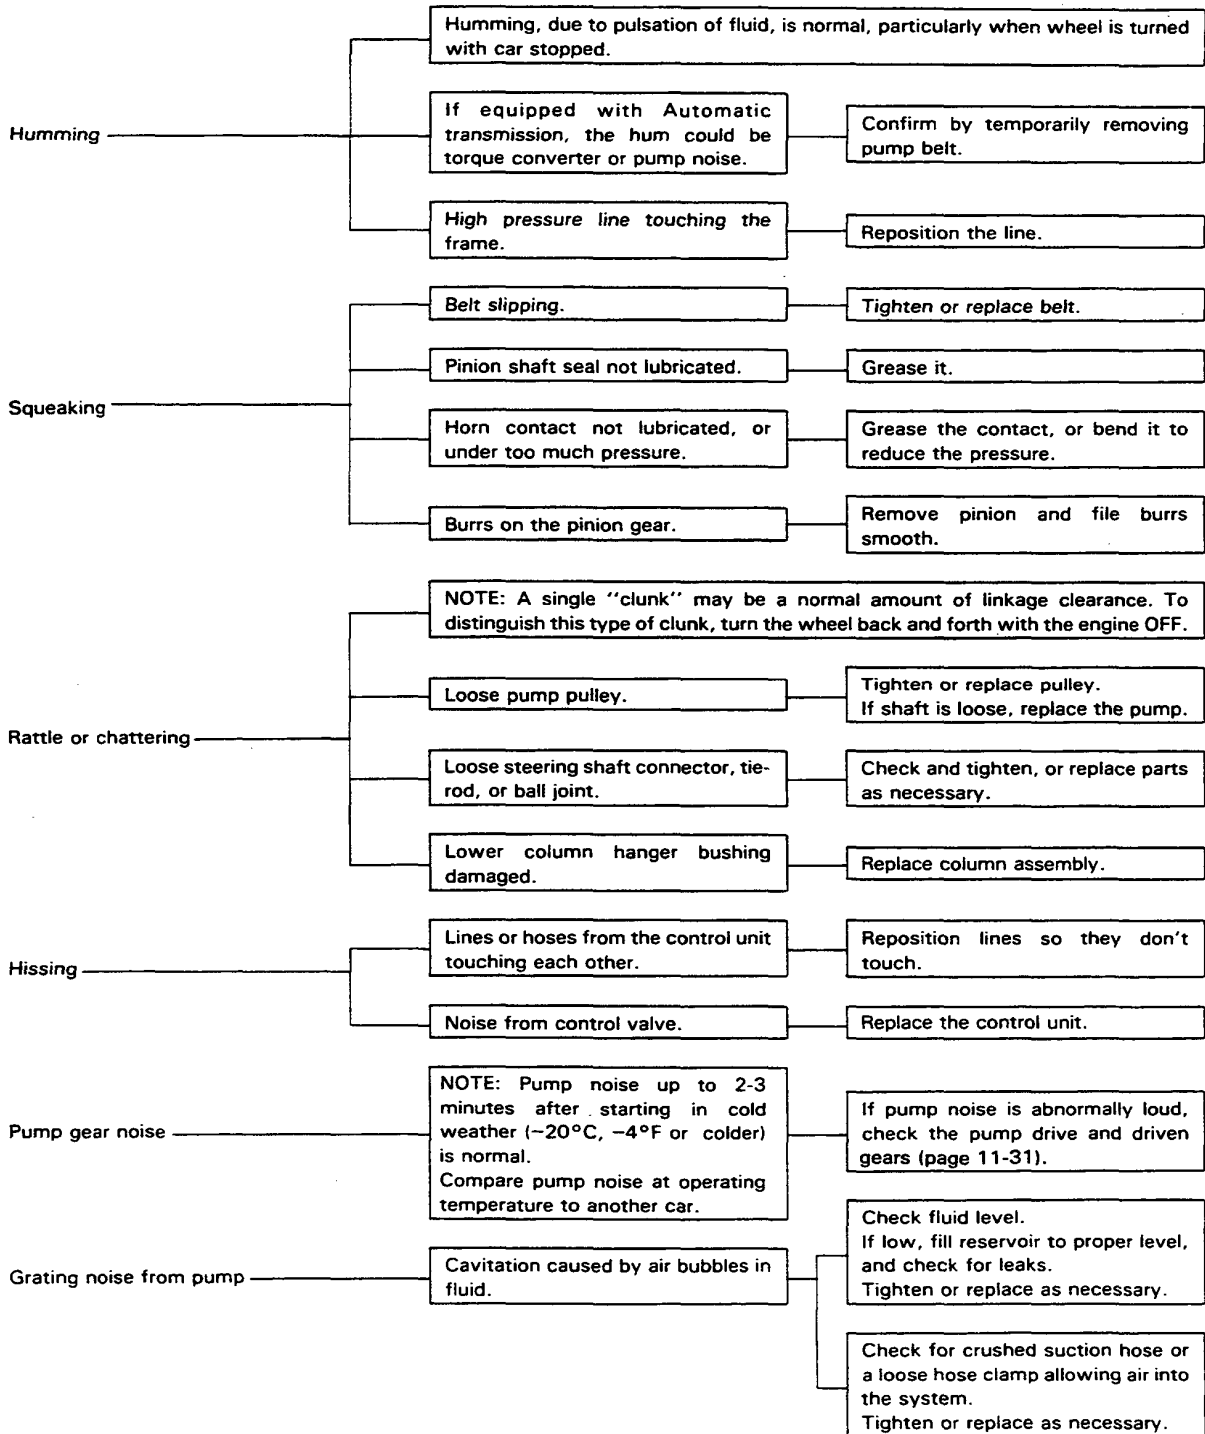 Humming
Humming, due to pulsation of fluid, is normal, particularly when wheel is turned
with car stopped.
If equipped with Automatic
transmission, the hum could be
torque converter or pump noise.
Confirm by temporarily removing
pump belt.
High pressure line touching the
frame.
Reposition the line.
Squeaking
Belt slipping.
Tighten or replace belt.
Pinion shaft seal not lubricated.
Grease it.
Horn contact not lubricated, or
under too much pressure.
Grease the contact, or bend it to
reduce the pressure.
Burrs on the pinion gear.
Remove pinion and file burrs
smooth.
Rattle or chattering
NOTE: A single "clunk" may be a normal amount of linkage clearance. To
distinguish this type of clunk, turn the wheel back and forth with the engine OFF.
Loose pump pulley.
Tighten or replace pulley.
If shaft is loose, replace the pump.
Loose steering shaft connector, tie-
rod, or ball joint.
Check and tighten, or replace parts
as necessary.
Lower column hanger bushing
damaged.
Replace column assembly.
Hissing
Lines or hoses from the control unit
touching each other.
Reposition lines so they don't
touch.
Noise from control valve.
Replace the control unit.
Pump gear noise
NOTE: Pump noise up to 2-3
minutes after starting in cold
weather (−20°C, −4°F or colder)
is normal.
Compare pump noise at operating
temperature to another car.
If pump noise is abnormally loud,
check the pump drive and driven
gears (page 11-31).
Grating noise from pump
Cavitation caused by air bubbles in
fluid.
Check fluid level.
If low, fill reservoir to proper level,
and check for leaks.
Tighten or replace as necessary.
Check for crushed suction hose or
a loose hose clamp allowing air into
the system.
Tighten or replace as necessary.